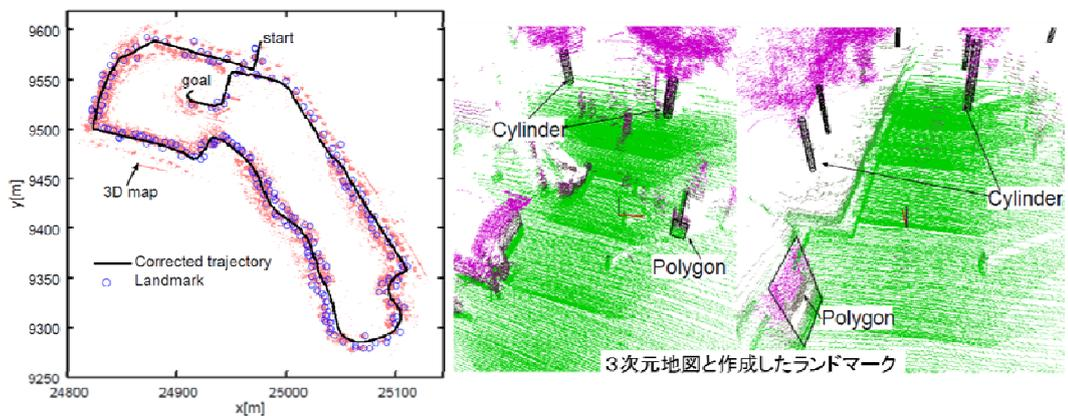 9600
9550
9500
9450
9400
9350
9300
9250
y[m]
24800 24900 25000 25100
x[m]
start
goal
3D map
Corrected trajectory
Landmark
Cylinder
Polygon
Cylinder
Polygon
3次元地図と作成したランドマーク